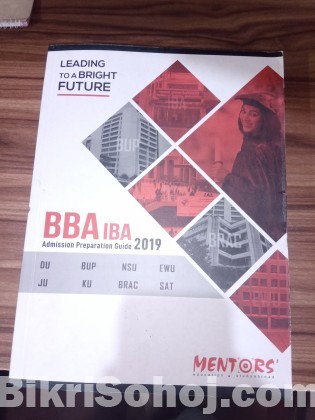 LEADING
TO A BRIGHT
FUTURE
BUP
BRAC
BBA IBA
Admission Preparation Guide 2019
DU BUP NSU EWU
JU KU BRAC SAT
MENTORS'
BikriSohoj.com